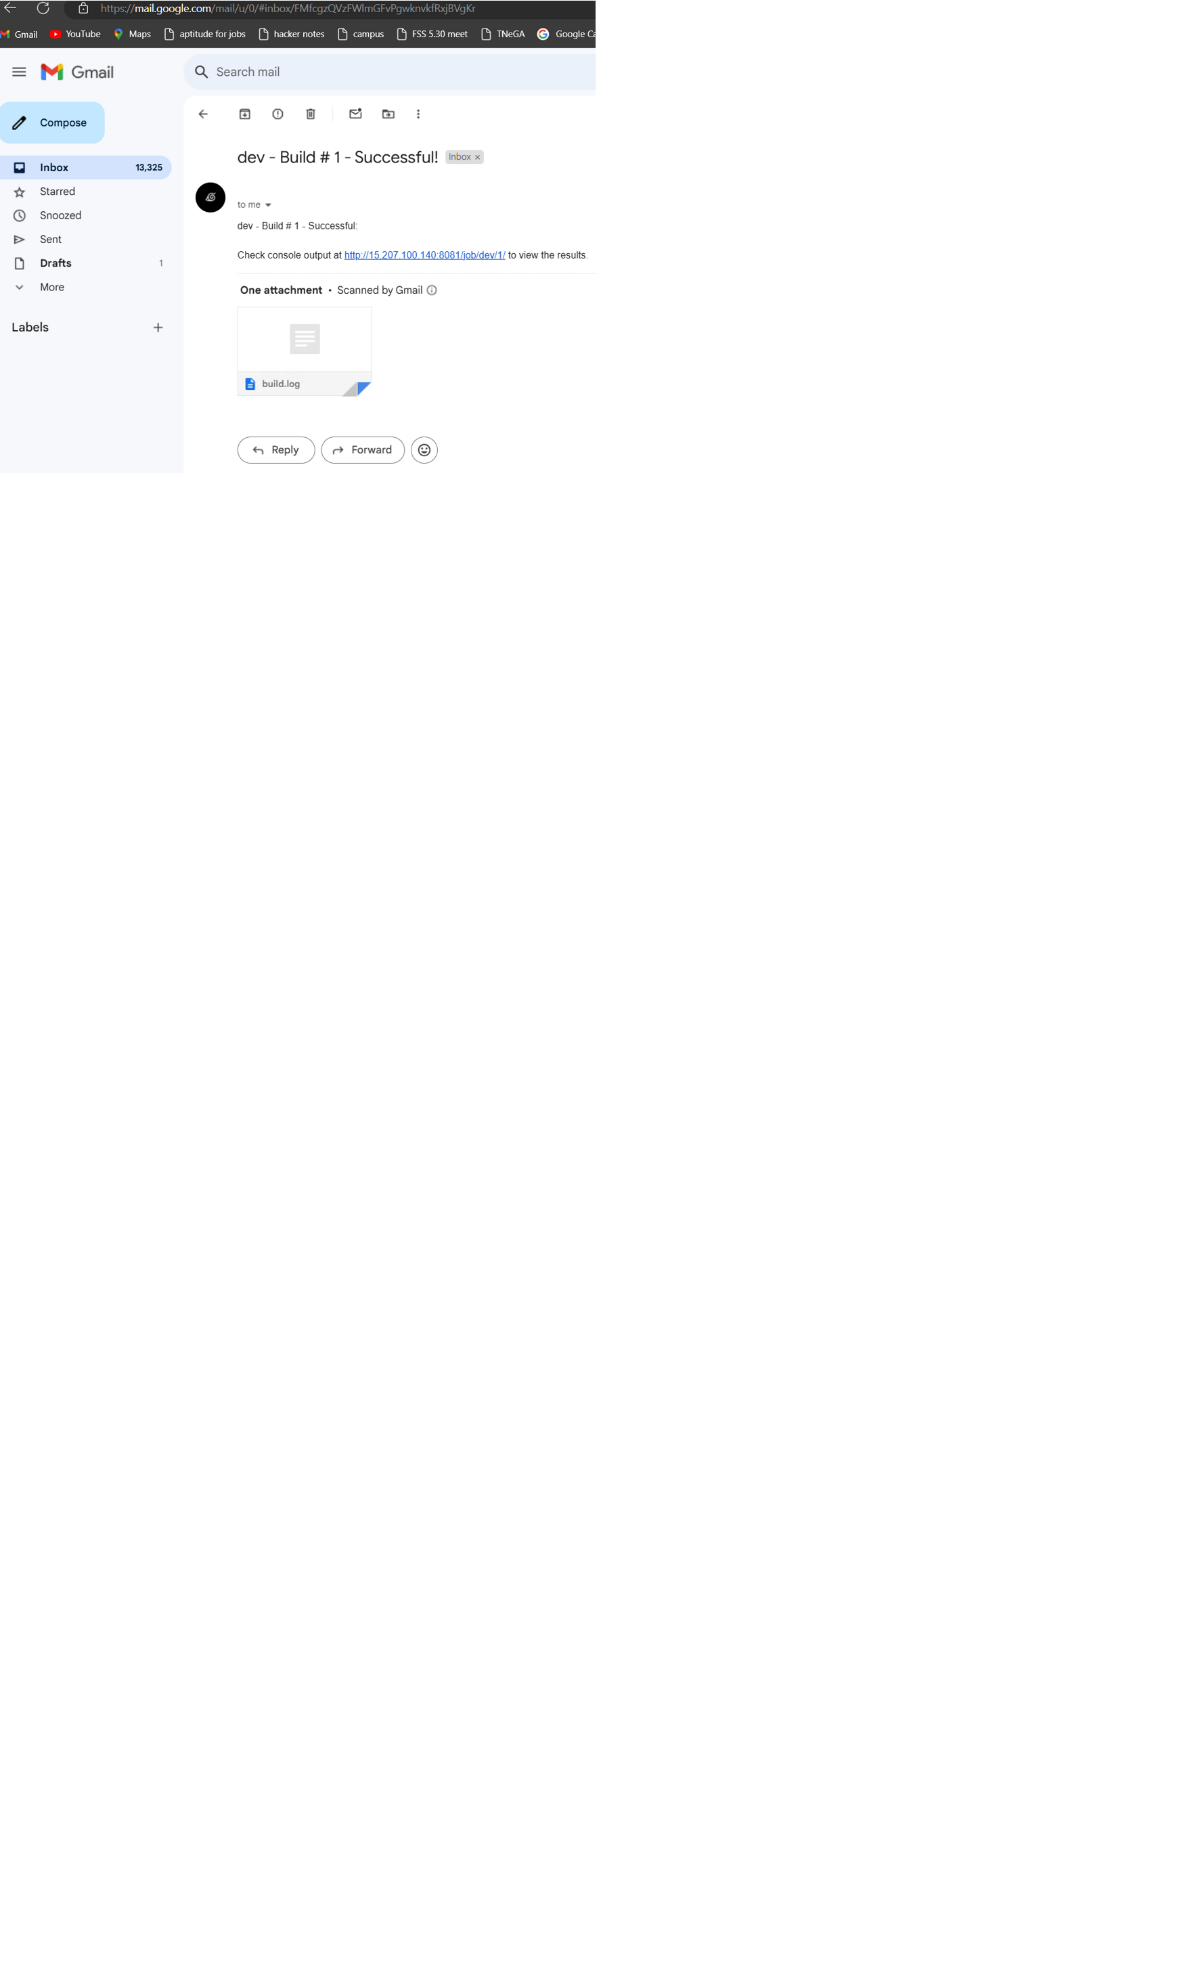 https://mail.google.com/mail/u/0/#inbox/FMfcgzQVzFWlmGFvPgwknvkfRxjBVgKr
Gmail YouTube Maps aptitude for jobs hacker notes campus FSS 5.30 meet TNeGA Google Ca
Gmail
Search mail
Compose
Inbox 13,325
Starred
Snoozed
Sent
Drafts 1
More
Labels
dev - Build # 1 - Successful! Inbox ×
to me
dev - Build # 1 - Successful:
Check console output at http://15.207.100.140:8081/job/dev/1/ to view the results.
One attachment • Scanned by Gmail
build.log
Reply Forward